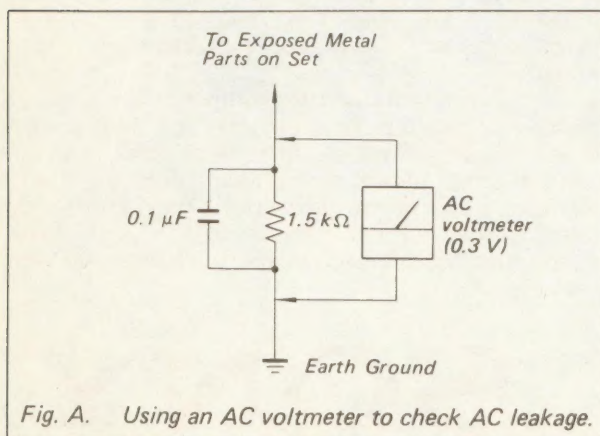 To Exposed Metal
Parts on Set
0.1 μF
1.5 kΩ
AC
voltmeter
(0.3 V)
Earth Ground
Fig. A. Using an AC voltmeter to check AC leakage.